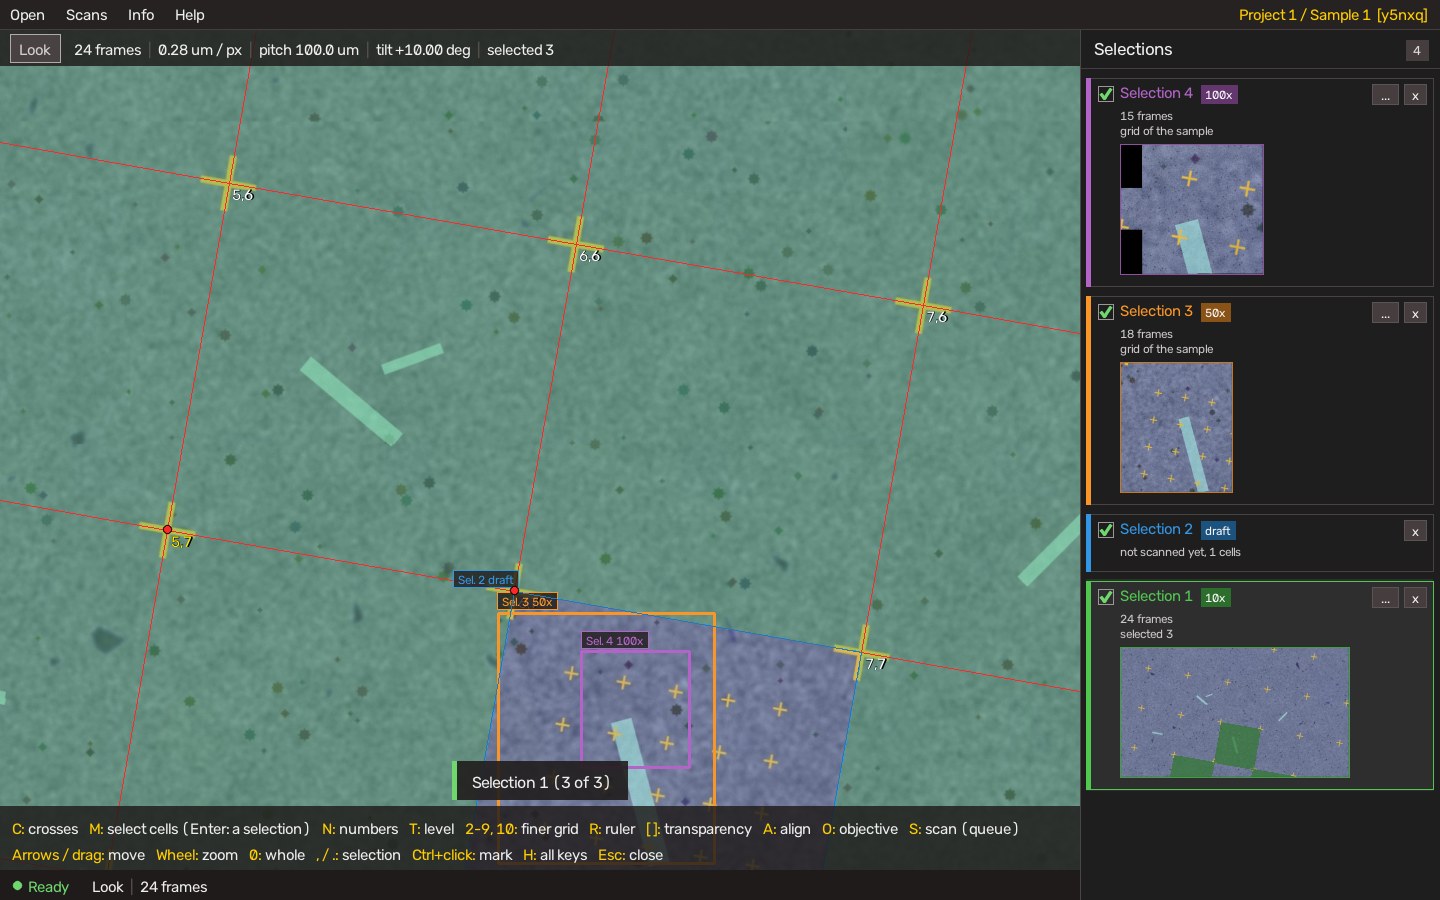 Open Scans Info Help Project 1 / Sample 1 [y5nxq]
Look 24 frames 0.28 um / px pitch 100.0 um tilt +10.00 deg selected 3
5,6
6,6
7,6
5,7
Sel. 2 draft
Sel. 3 50x
Sel. 4 100x
7,7
Selection 1 (3 of 3)
C: crosses M: select cells (Enter: a selection) N: numbers T: level 2-9, 10: finer grid R: ruler []: transparency A: align O: objective S: scan (queue)
Arrows / drag: move Wheel: zoom 0: whole , / .: selection Ctrl+click: mark H: all keys Esc: close
Ready Look 24 frames
Selections 4
Selection 4 100x ... x
15 frames
grid of the sample
Selection 3 50x ... x
18 frames
grid of the sample
Selection 2 draft x
not scanned yet, 1 cells
Selection 1 10x ... x
24 frames
selected 3